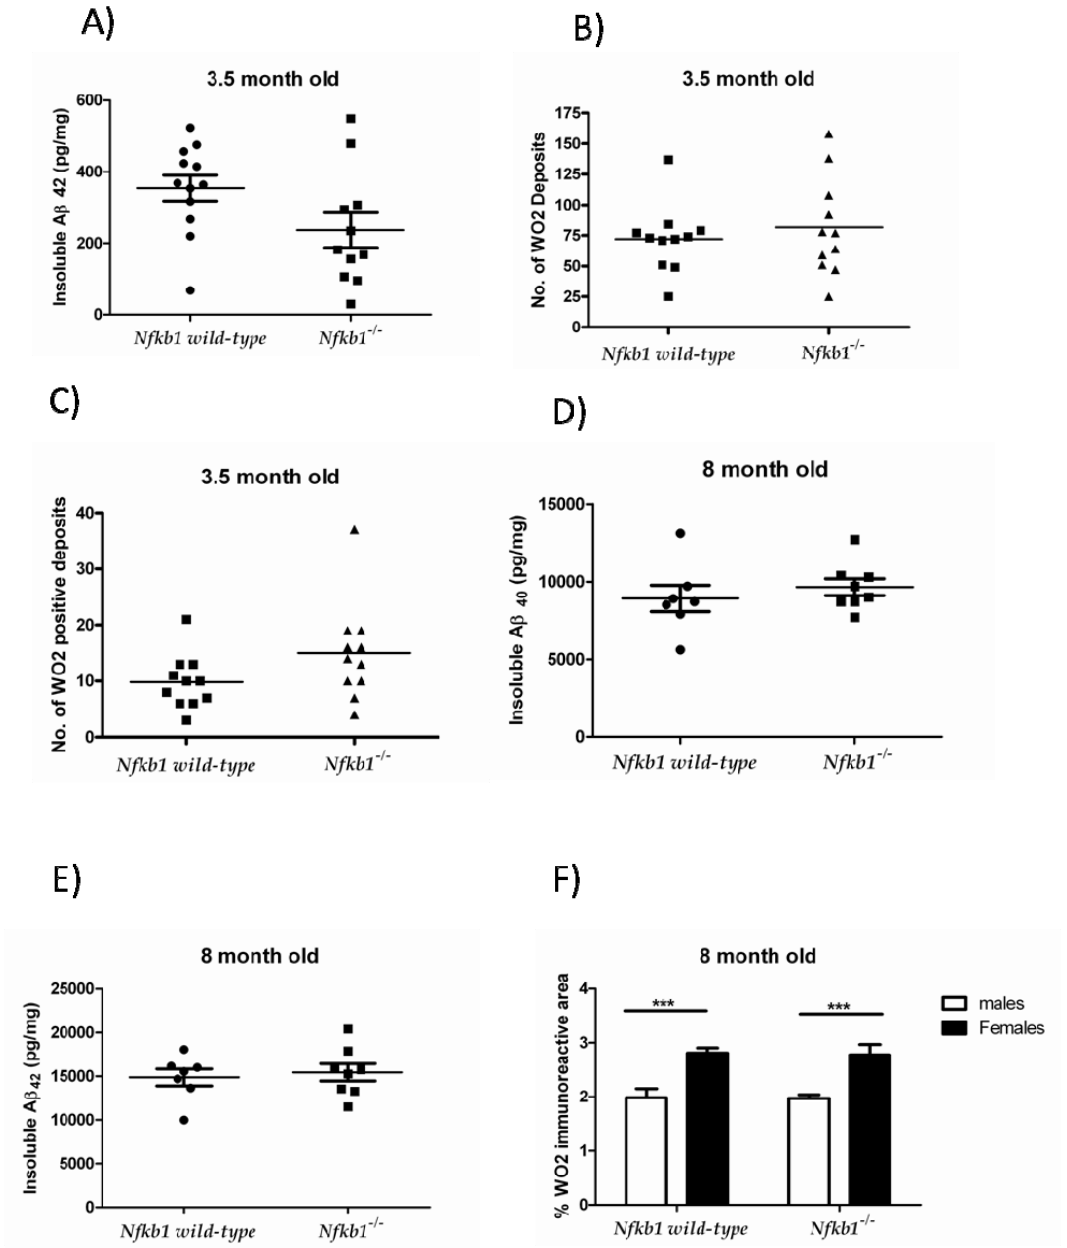 A)
3.5 month old
Insoluble Aβ 42 (pg/mg)
600
400
200
0
Nfkb1 wild-type
Nfkb1-/-
B)
3.5 month old
No. of WO2 Deposits
175
150
125
100
75
50
25
0
Nfkb1 wild-type
Nfkb1-/-
C)
3.5 month old
No. of WO2 positive deposits
40
30
20
10
0
Nfkb1 wild-type
Nfkb1-/-
D)
8 month old
Insoluble Aβ 40 (pg/mg)
15000
10000
5000
0
Nfkb1 wild-type
Nfkb1-/-
E)
8 month old
Insoluble Aβ42 (pg/mg)
25000
20000
15000
10000
5000
0
Nfkb1 wild-type
Nfkb1-/-
F)
8 month old
% WO2 immunoreactive area
4
3
2
1
0
***
***
males
Females
Nfkb1 wild-type
Nfkb1-/-